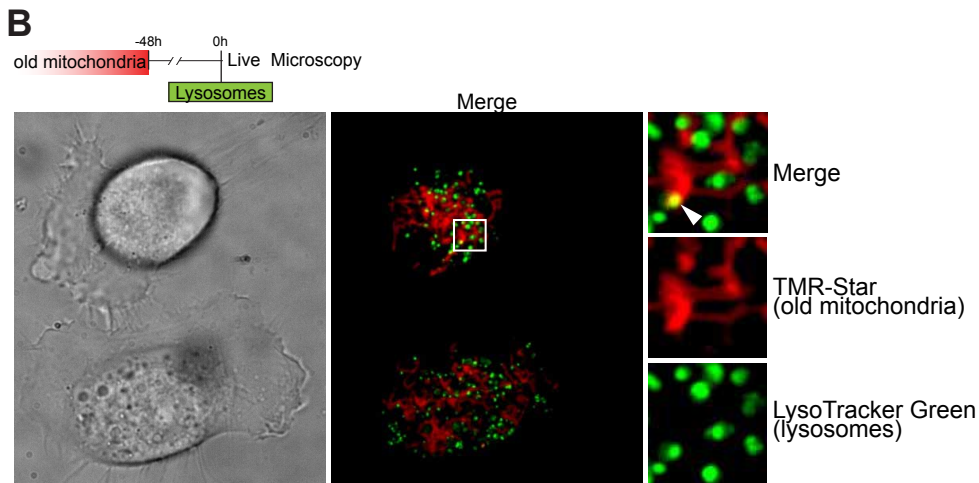 B
-48h
0h
old mitochondria
Live Microscopy
Lysosomes
Merge
Merge
TMR-Star
(old mitochondria)
LysoTracker Green
(lysosomes)